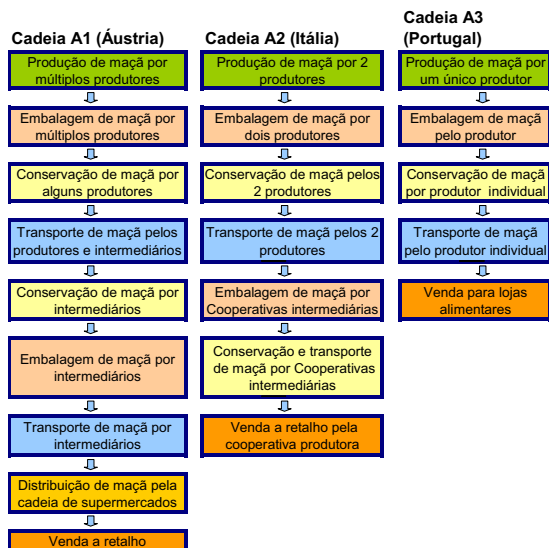 Cadeia A1 (Áustria)
Produção de maçã por
múltiplos produtores
Embalagem de maçã por
múltiplos produtores
Conservação de maçã por
alguns produtores
Transporte de maçã pelos
produtores e intermediários
Conservação de maçã por
intermediários
Embalagem de maçã por
intermediários
Transporte de maçã por
intermediários
Distribuição de maçã pela
cadeia de supermercados
Venda a retalho
Cadeia A2 (Itália)
Produção de maçã por 2
produtores
Embalagem de maçã por
dois produtores
Conservação de maçã pelos
2 produtores
Transporte de maçã pelos 2
produtores
Embalagem de maçã por
Cooperativas intermediárias
Conservação e transporte
de maçã por Cooperativas
intermediárias
Venda a retalho pela
cooperativa produtora
Cadeia A3
(Portugal)
Produção de maçã por
um único produtor
Embalagem de maçã
pelo produtor
Conservação de maçã
por produtor individual
Transporte de maçã
pelo produtor individual
Venda para lojas
alimentares